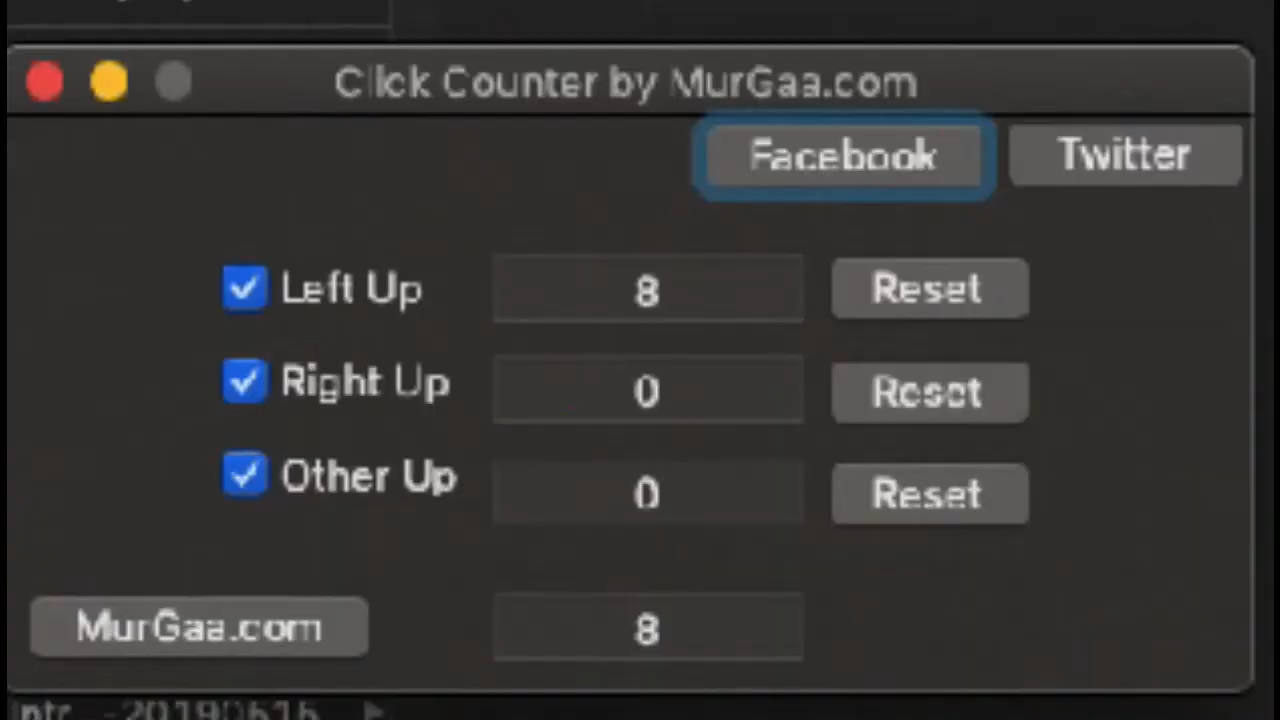 Click Counter by MurGaa.com
Facebook Twitter
Left Up 8 Reset
Right Up 0 Reset
Other Up 0 Reset
MurGaa.com 8